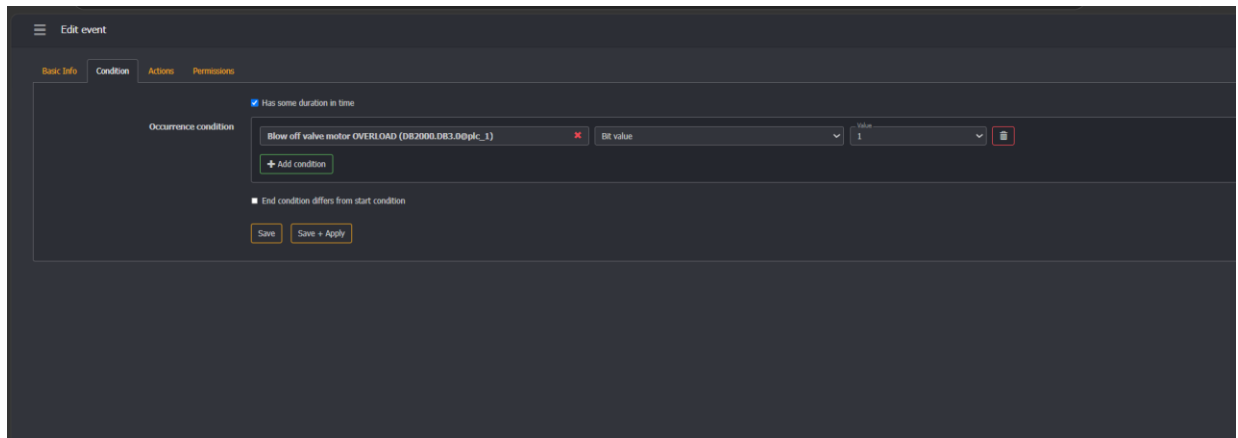 Edit event
Basic Info Condition Actions Permissions
Has some duration in time
Occurrence condition
Value
Blow off valve motor OVERLOAD (DB2000.DB3.0@plc_1) Bit value 1
Add condition
End condition differs from start condition
Save Save + Apply